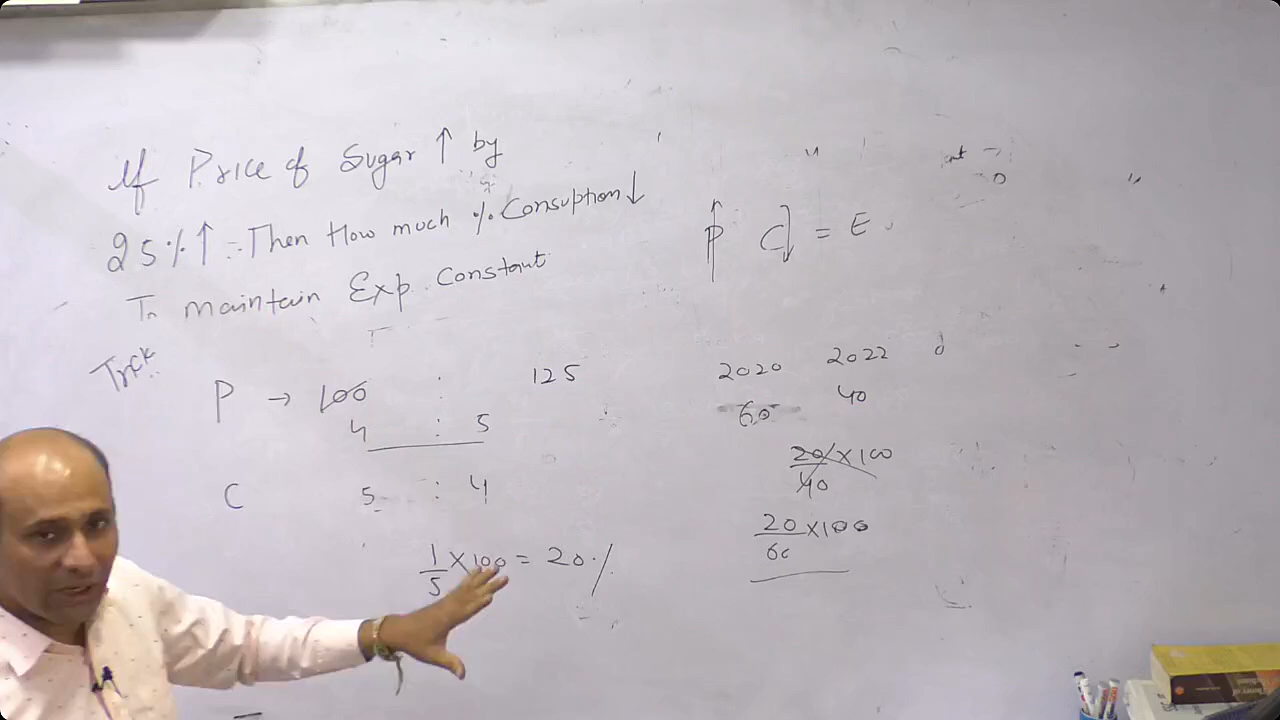 If Price of Sugar ↑ by
25%↑ Then How much % Consuption↓
To maintain Exp. Constant
P C↓ = E
Trick
P → 100 : 125
4 : 5
C 5 : 4
1/5 × 100 = 20%
2020 2022
60 40
20/40 × 100
20/60 × 100